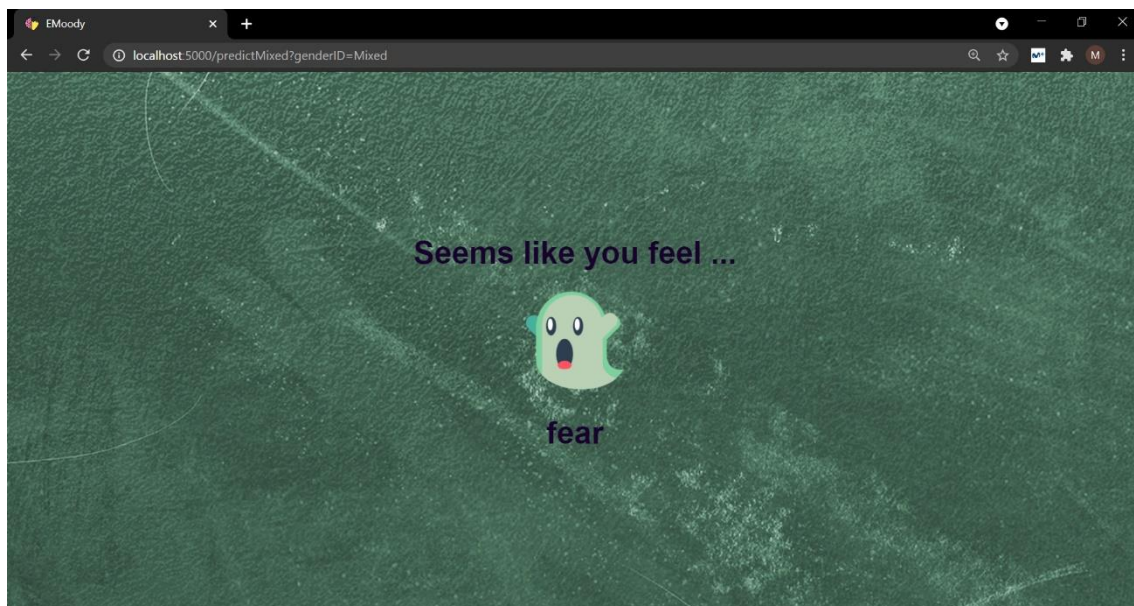 EMoody
localhost:5000/predictMixed?genderID=Mixed
M
Seems like you feel ...
fear